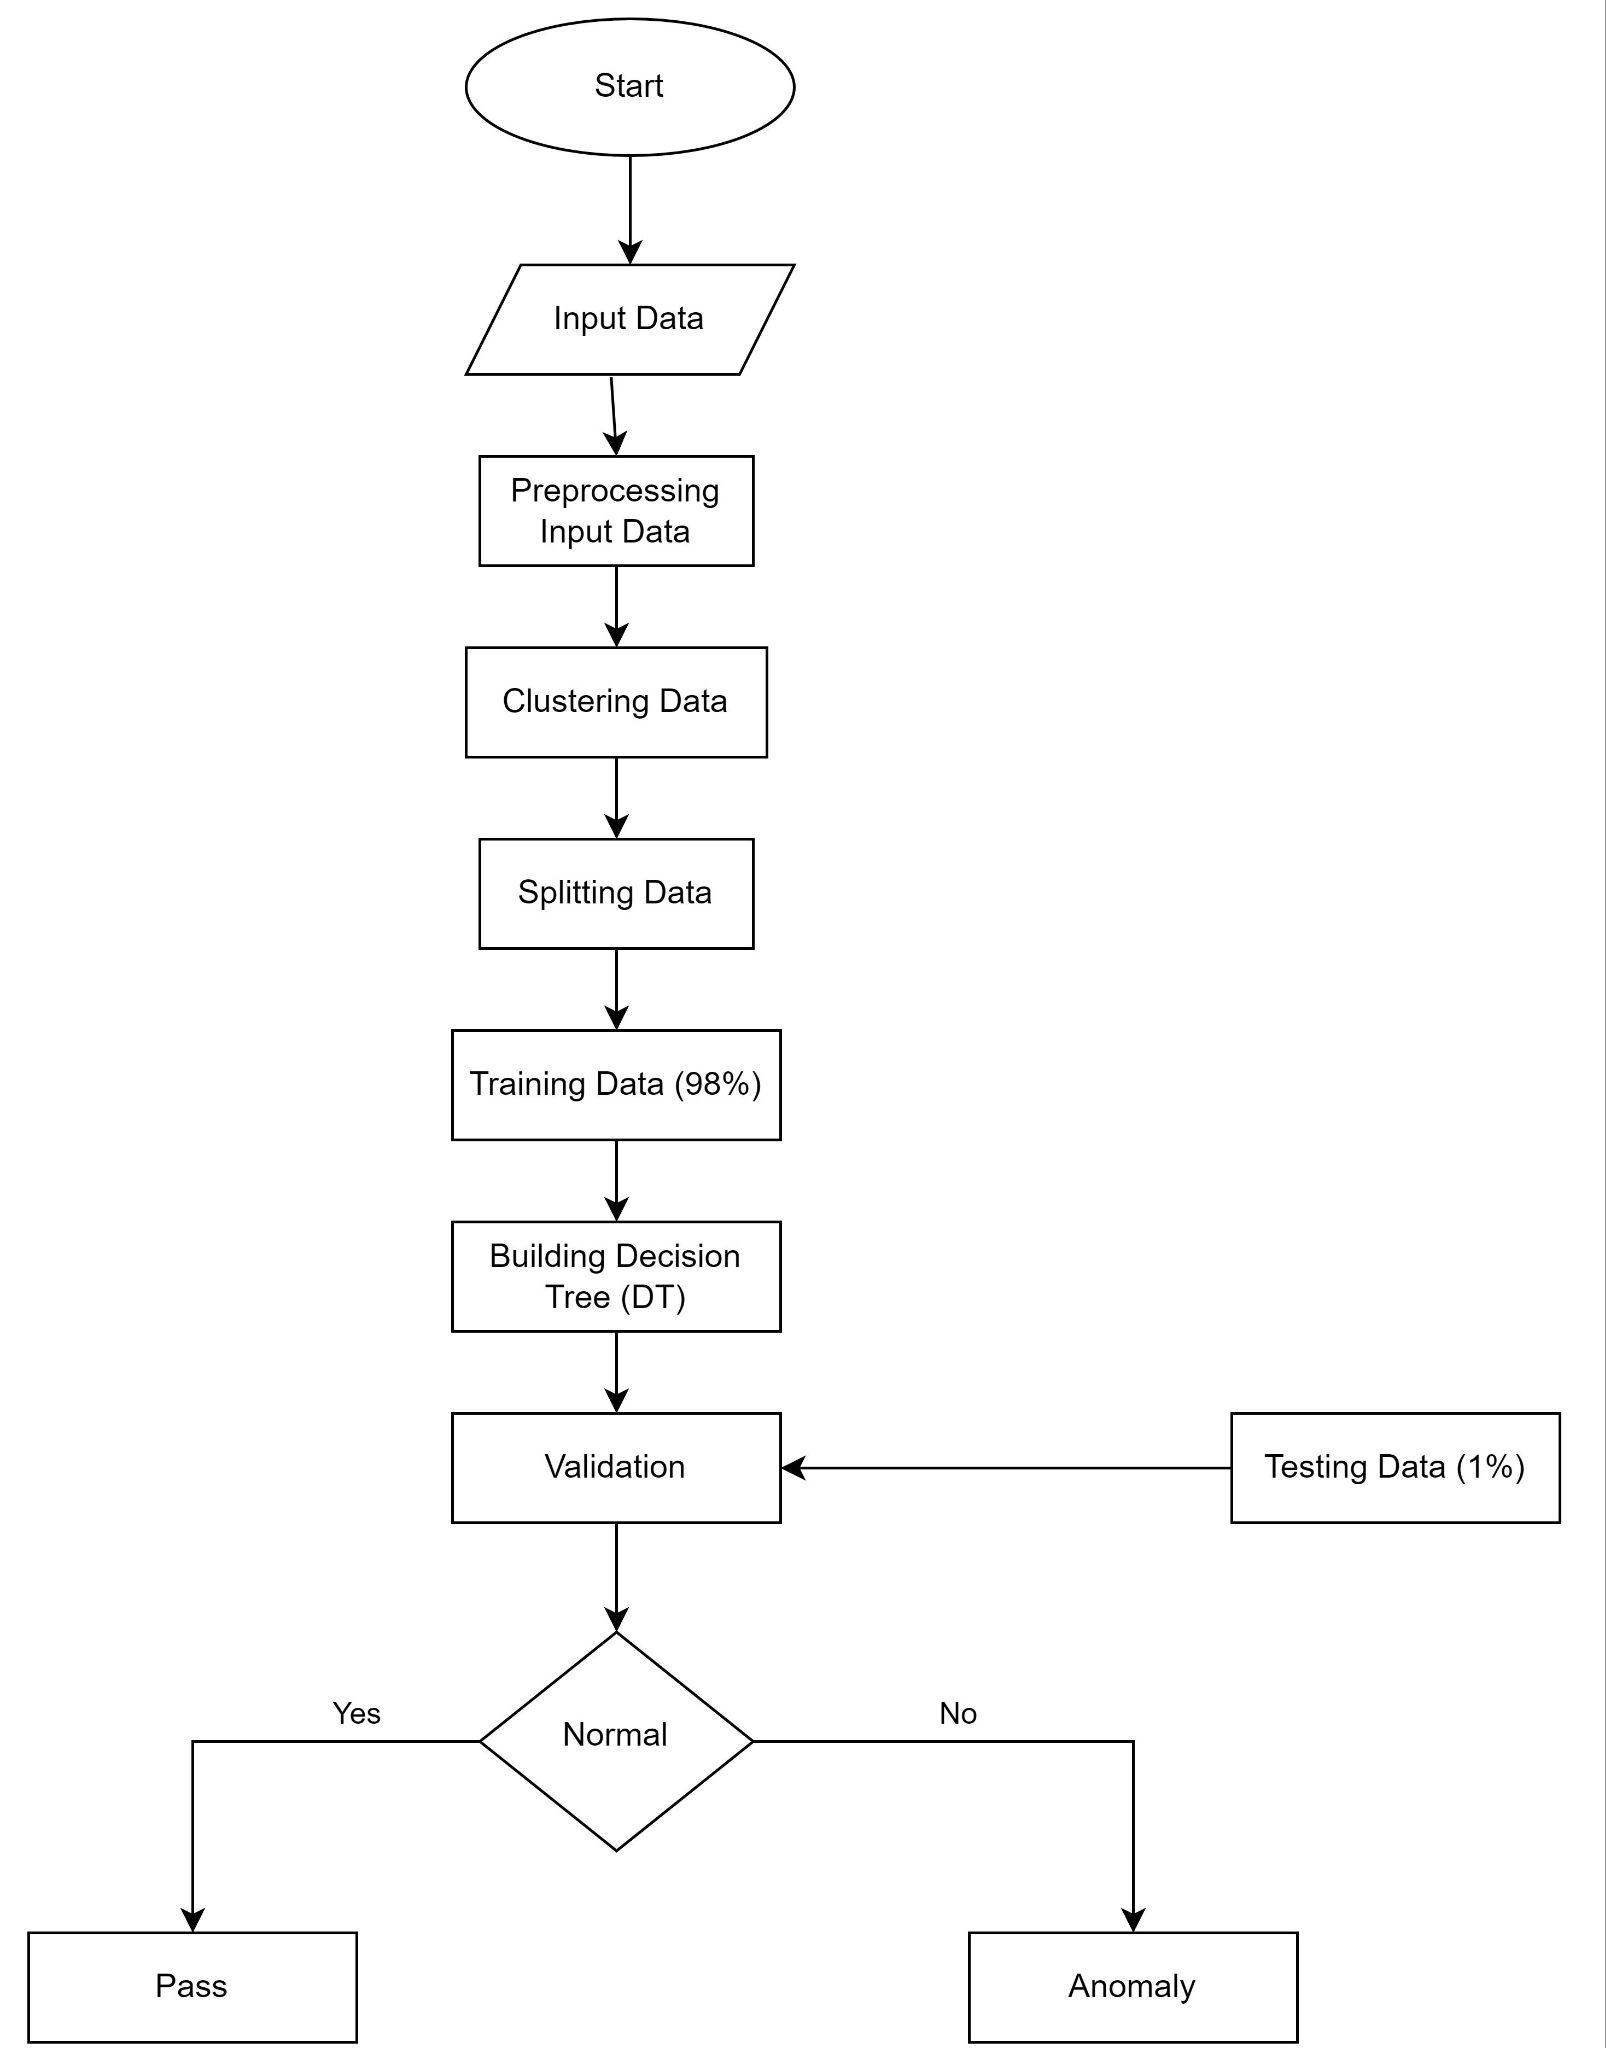 Start
Input Data
Preprocessing
Input Data
Clustering Data
Splitting Data
Training Data (98%)
Building Decision
Tree (DT)
Validation
Testing Data (1%)
Normal
Yes
No
Pass
Anomaly